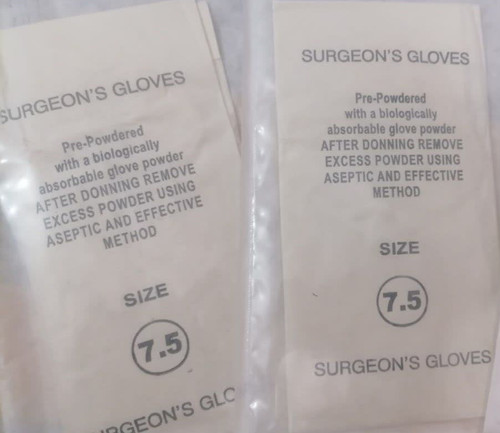 SURGEON'S GLOVES
Pre-Powdered
with a biologically
absorbable glove powder
AFTER DONNING REMOVE
EXCESS POWDER USING
ASEPTIC AND EFFECTIVE
METHOD
SIZE
7.5
RGEON'S GLO
SURGEON'S GLOVES
Pre-Powdered
with a biologically
absorbable glove powder
AFTER DONNING REMOVE
EXCESS POWDER USING
ASEPTIC AND EFFECTIVE
METHOD
SIZE
7.5
SURGEON'S GLOVES